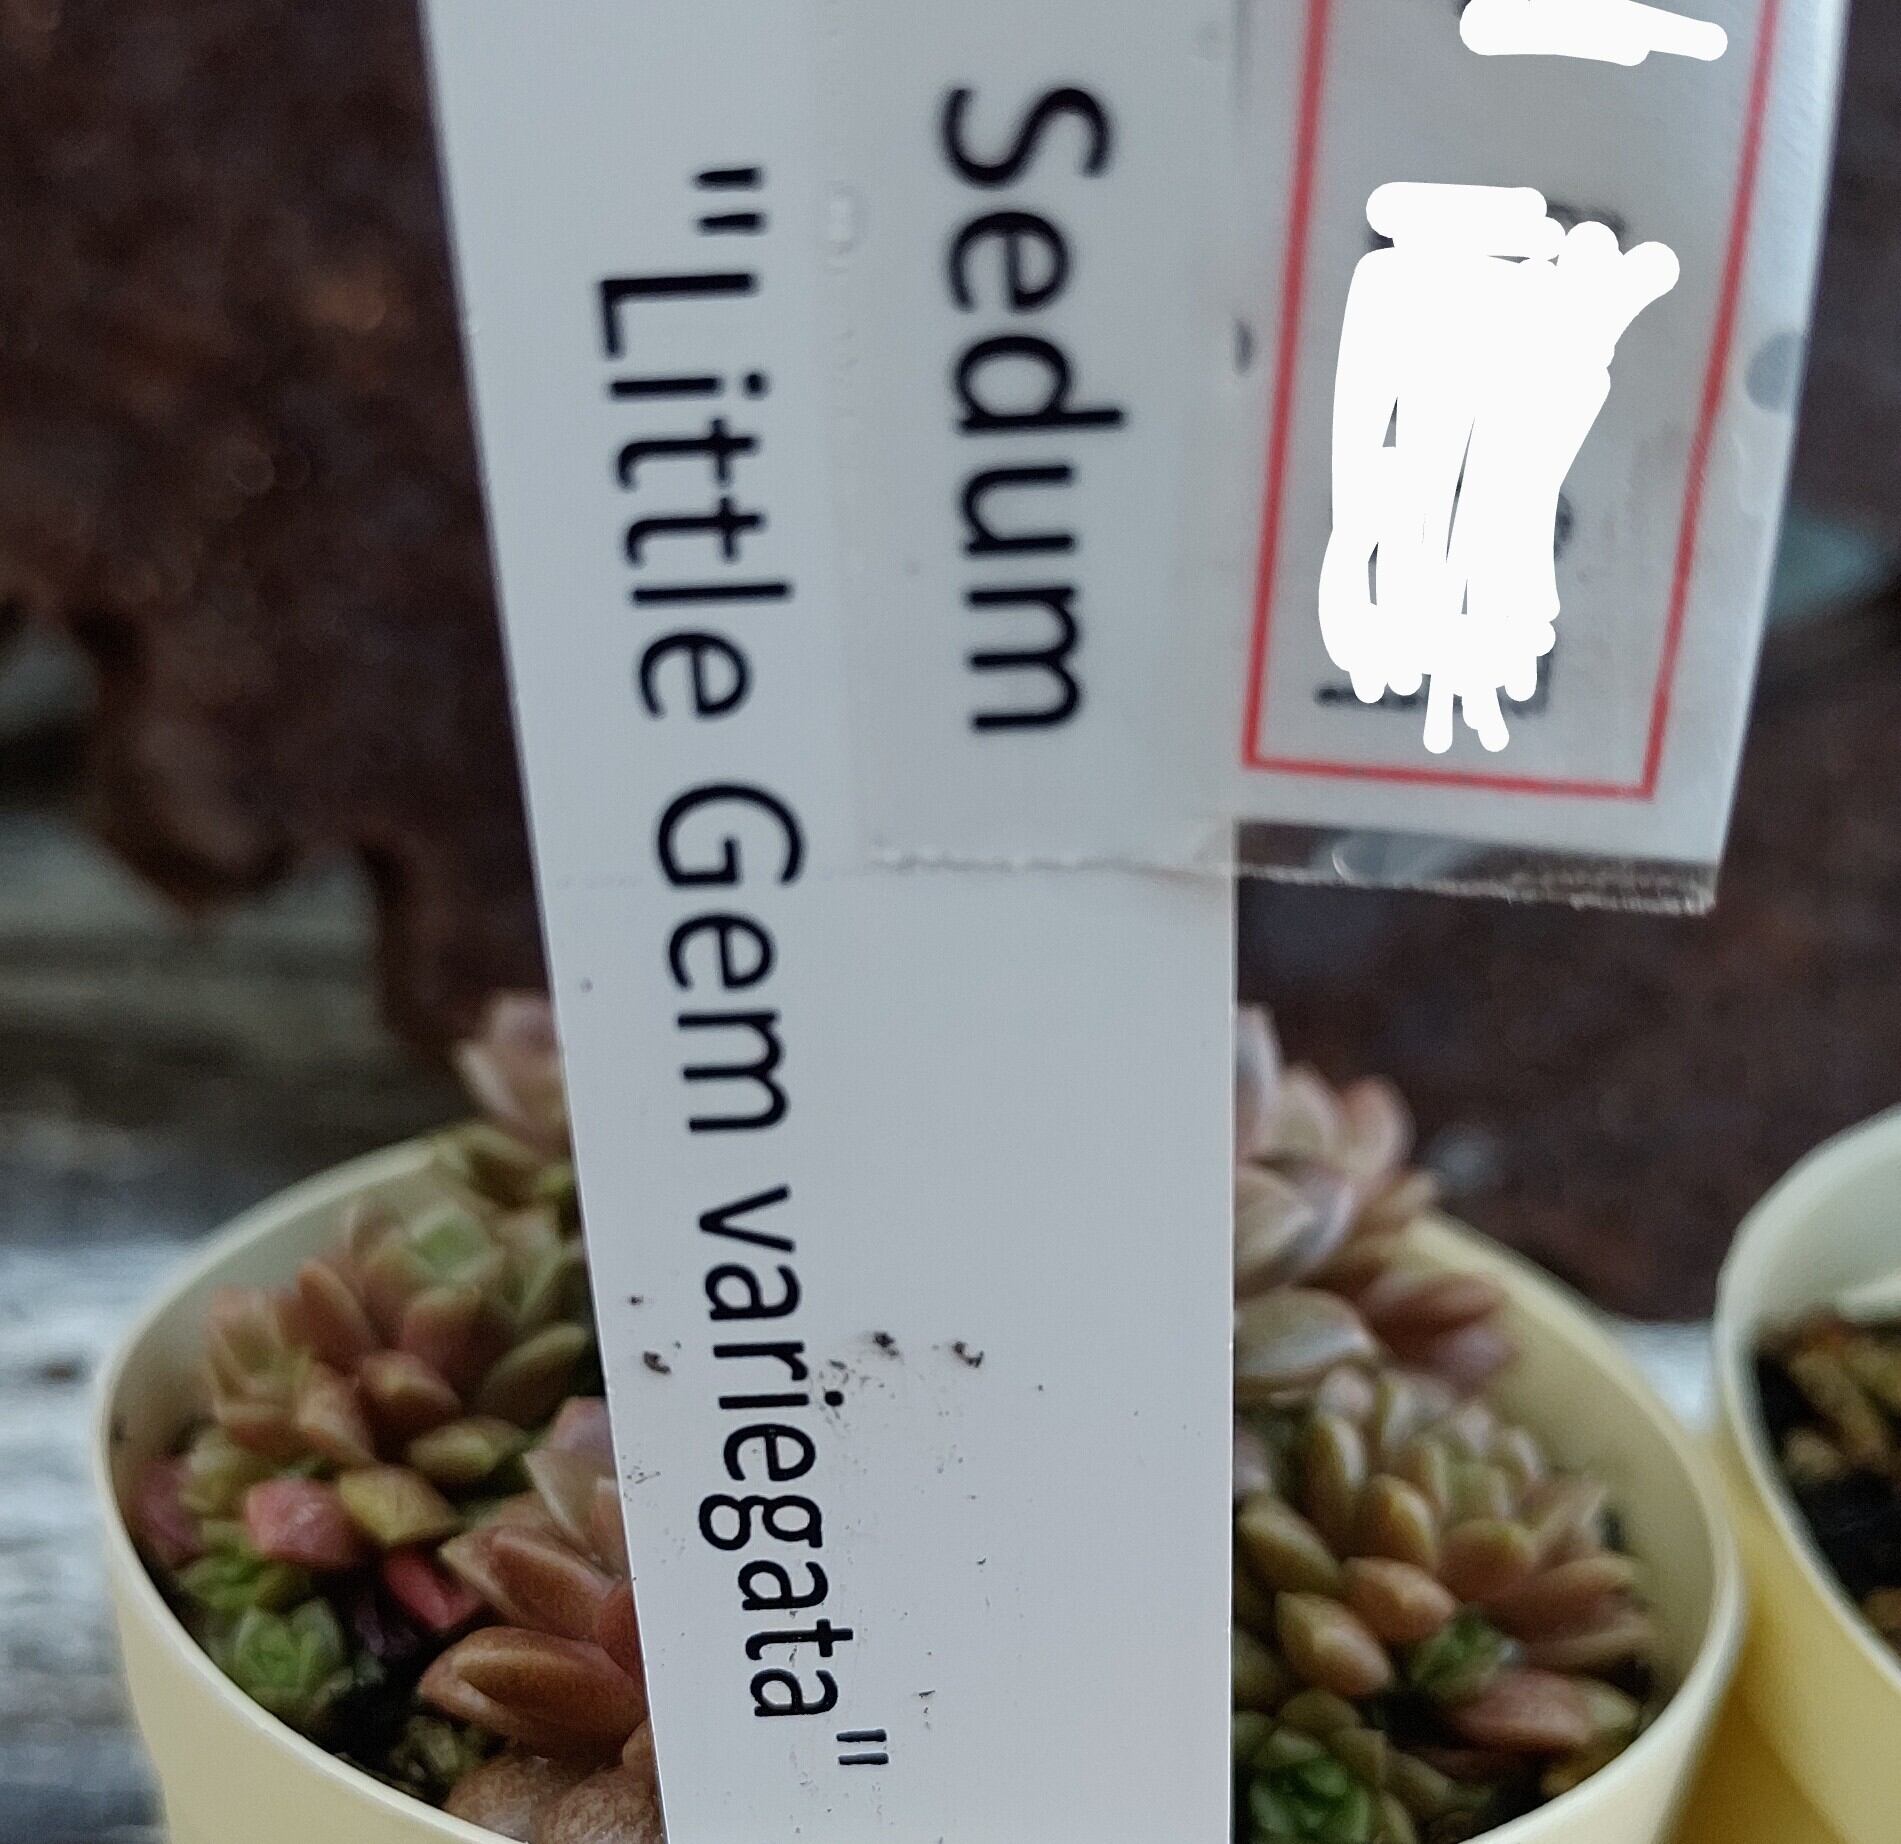 Sedum
"Little Gem variegata"